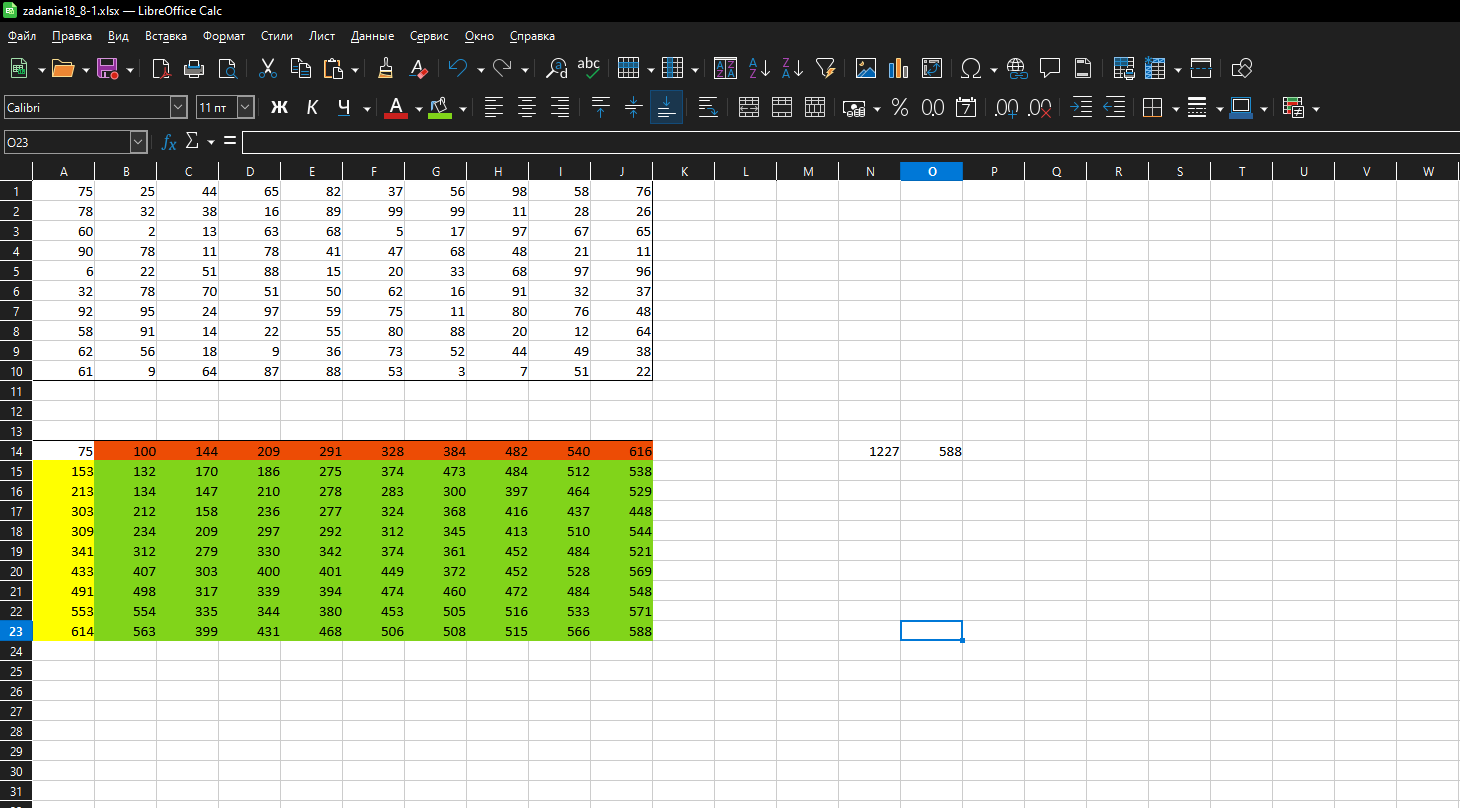 zadanie18_8-1.xlsx — LibreOffice Calc
Файл Правка Вид Вставка Формат Стили Лист Данные Сервис Окно Справка
Calibri 11 пт Ж К Ч
O23
A B C D E F G H I J K L M N O P Q R S T U V W
1 75 25 44 65 82 37 56 98 58 76
2 78 32 38 16 89 99 99 11 28 26
3 60 2 13 63 68 5 17 97 67 65
4 90 78 11 78 41 47 68 48 21 11
5 6 22 51 88 15 20 33 68 97 96
6 32 78 70 51 50 62 16 91 32 37
7 92 95 24 97 59 75 11 80 76 48
8 58 91 14 22 55 80 88 20 12 64
9 62 56 18 9 36 73 52 44 49 38
10 61 9 64 87 88 53 3 7 51 22
11
12
13
14 75 100 144 209 291 328 384 482 540 616 1227 588
15 153 132 170 186 275 374 473 484 512 538
16 213 134 147 210 278 283 300 397 464 529
17 303 212 158 236 277 324 368 416 437 448
18 309 234 209 297 292 312 345 413 510 544
19 341 312 279 330 342 374 361 452 484 521
20 433 407 303 400 401 449 372 452 528 569
21 491 498 317 339 394 474 460 472 484 548
22 553 554 335 344 380 453 505 516 533 571
23 614 563 399 431 468 506 508 515 566 588
24
25
26
27
28
29
30
31